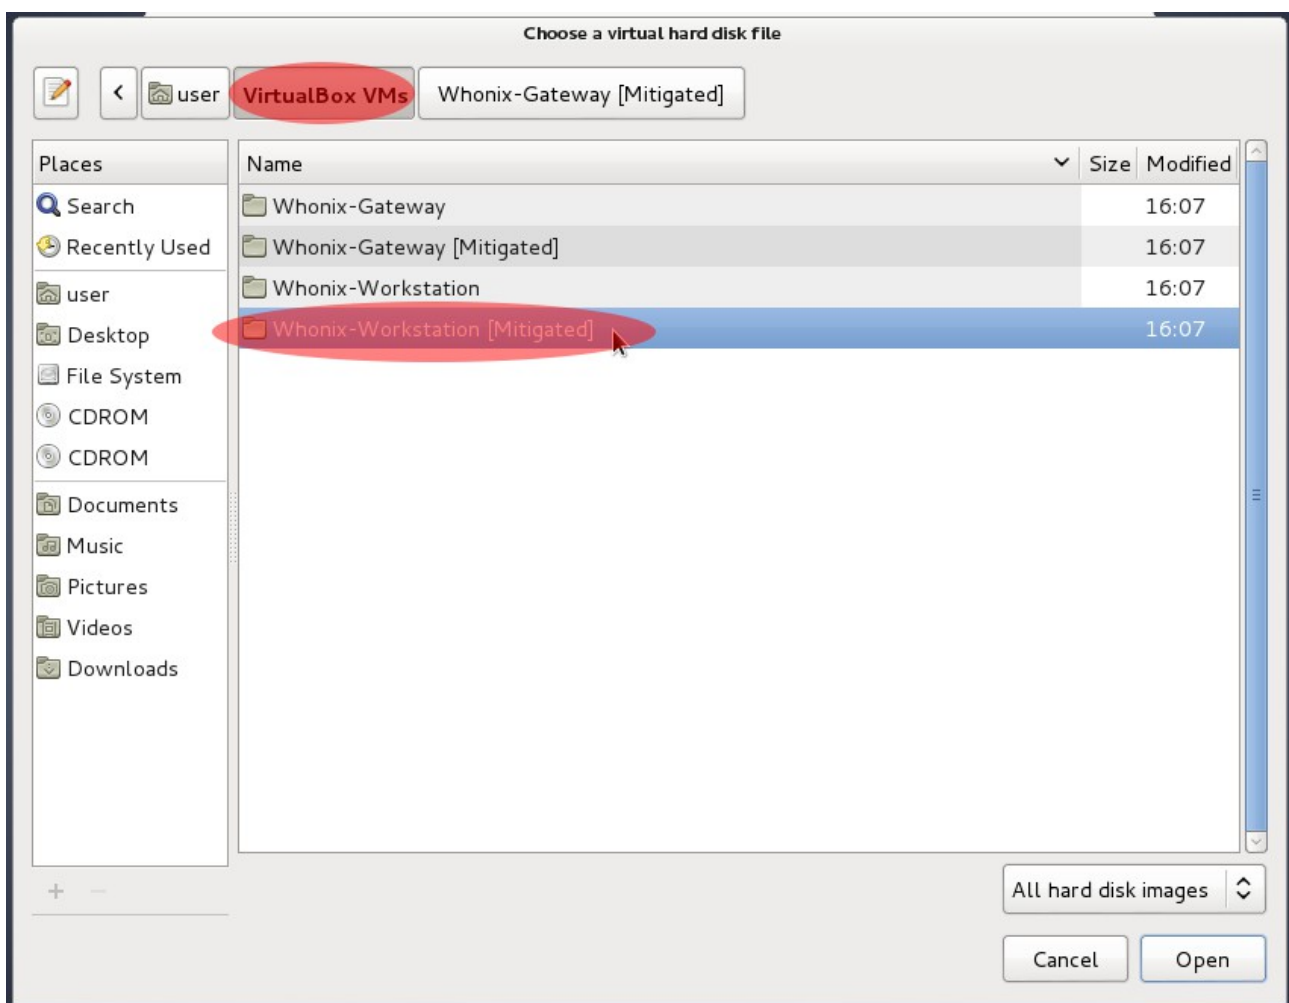 Choose a virtual hard disk file
user VirtualBox VMs Whonix-Gateway [Mitigated]
Places
Search
Recently Used
user
Desktop
File System
CDROM
CDROM
Documents
Music
Pictures
Videos
Downloads
Name Size Modified
Whonix-Gateway 16:07
Whonix-Gateway [Mitigated] 16:07
Whonix-Workstation 16:07
Whonix-Workstation [Mitigated] 16:07
All hard disk images
Cancel Open